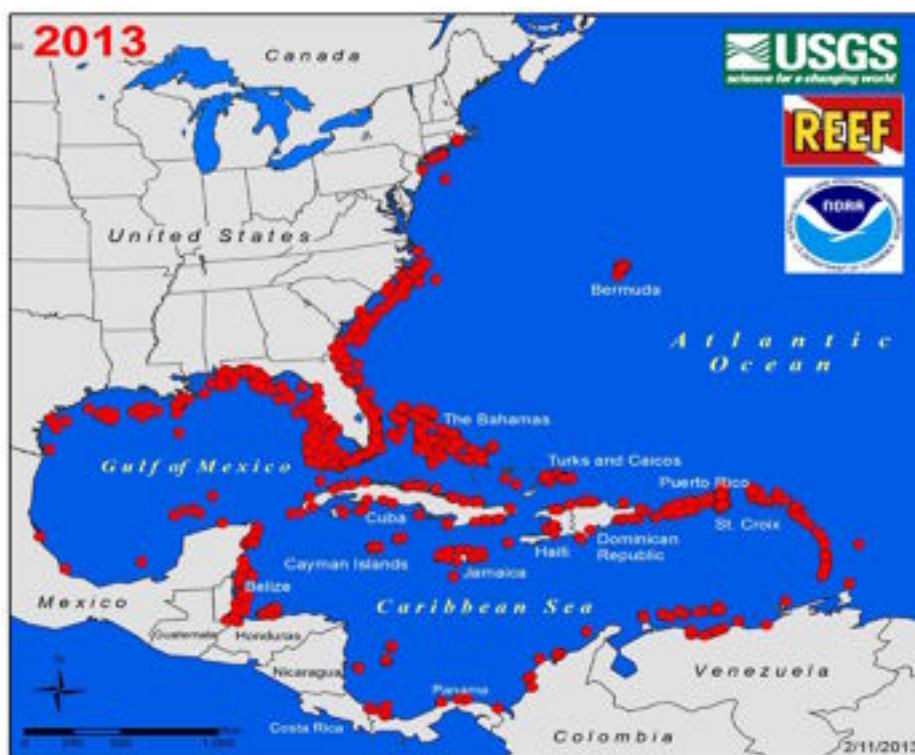 2013
Canada
USGS
science for a changing world
REEF
NOAA
United States
Bermuda
Atlantic
Ocean
The Bahamas
Gulf of Mexico
Turks and Caicos
Puerto Rico
Cuba
St. Croix
Haiti
Dominican
Republic
Cayman Islands
Jamaica
Belize
Mexico
Caribbean Sea
Guatemala
Honduras
Nicaragua
Venezuela
Panama
Costa Rica
Colombia